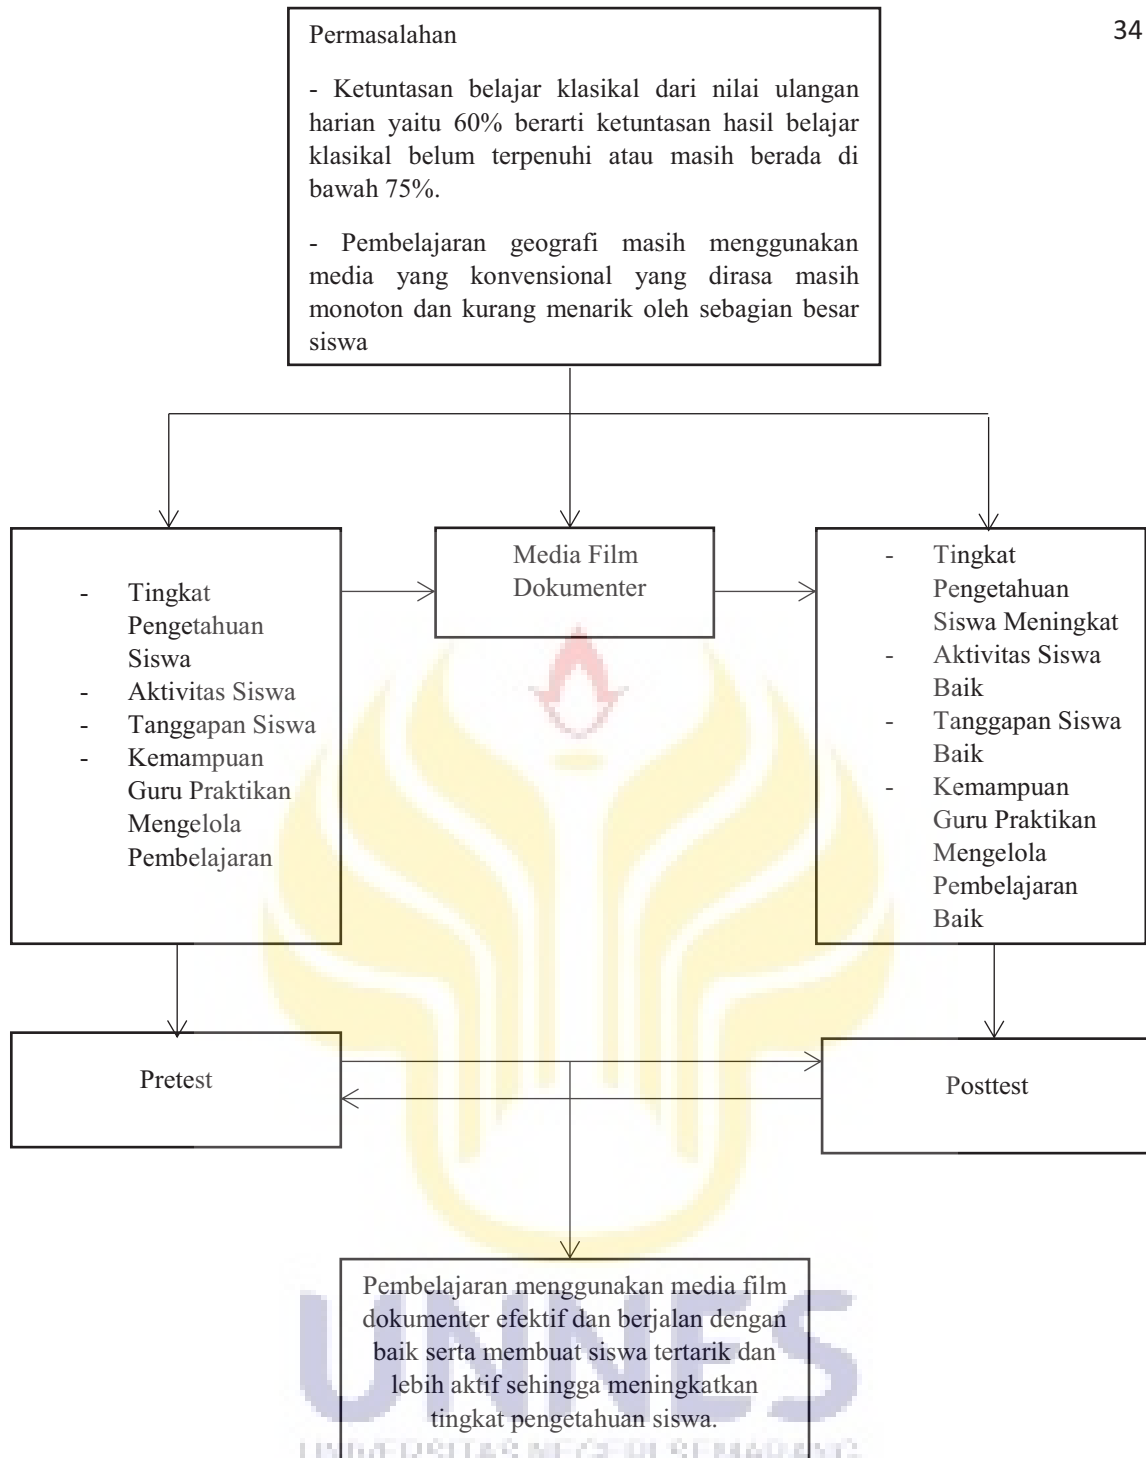 34
Permasalahan
- Ketuntasan belajar klasikal dari nilai ulangan
harian yaitu 60% berarti ketuntasan hasil belajar
klasikal belum terpenuhi atau masih berada di
bawah 75%.
- Pembelajaran geografi masih menggunakan
media yang konvensional yang dirasa masih
monoton dan kurang menarik oleh sebagian besar
siswa
- Tingkat
Pengetahuan
Siswa
- Aktivitas Siswa
- Tanggapan Siswa
- Kemampuan
Guru Praktikan
Mengelola
Pembelajaran
Media Film
Dokumenter
- Tingkat
Pengetahuan
Siswa Meningkat
- Aktivitas Siswa
Baik
- Tanggapan Siswa
Baik
- Kemampuan
Guru Praktikan
Mengelola
Pembelajaran
Baik
Pretest
Posttest
Pembelajaran menggunakan media film
dokumenter efektif dan berjalan dengan
baik serta membuat siswa tertarik dan
lebih aktif sehingga meningkatkan
tingkat pengetahuan siswa.
UNNES
UNIVERSITAS NEGERI SEMARANG